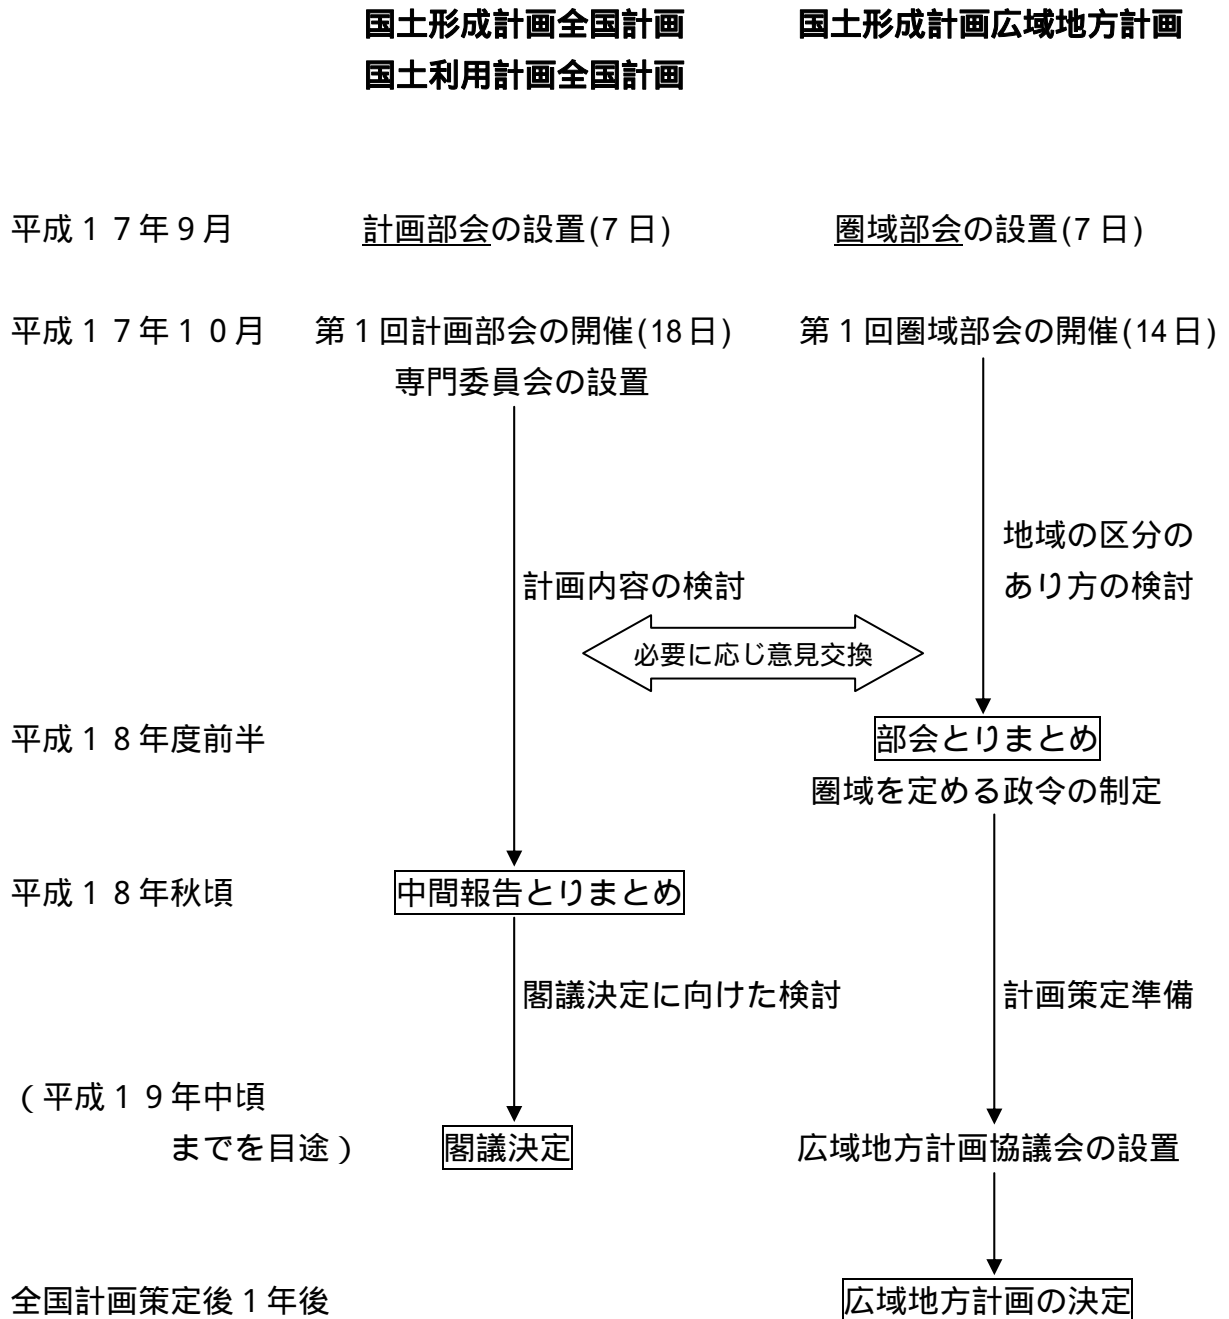 国土形成計画全国計画　国土形成計画広域地方計画
国土利用計画全国計画
平成１７年９月　計画部会の設置(7日)　圏域部会の設置(7日)
平成１７年１０月　第１回計画部会の開催(18日)　第１回圏域部会の開催(14日)
専門委員会の設置
地域の区分の
計画内容の検討　あり方の検討
必要に応じ意見交換
平成１８年度前半　部会とりまとめ
圏域を定める政令の制定
平成１８年秋頃　中間報告とりまとめ
閣議決定に向けた検討　計画策定準備
（平成１９年中頃
までを目途）　閣議決定　広域地方計画協議会の設置
全国計画策定後１年後　広域地方計画の決定